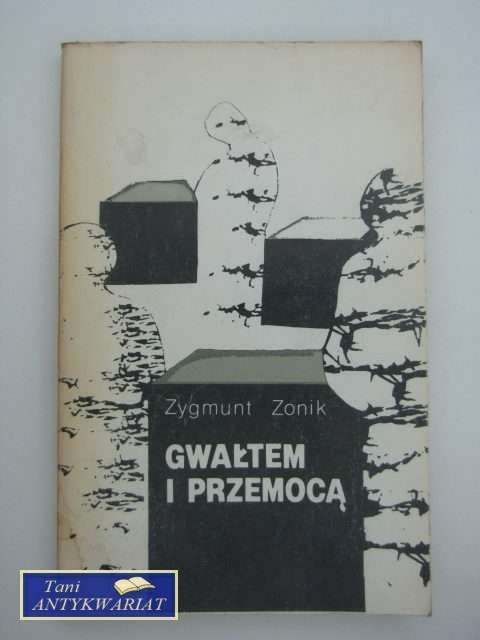 Zygmunt Zonik
GWAŁTEM
I PRZEMOCĄ
Tani
ANTYKWARIAT